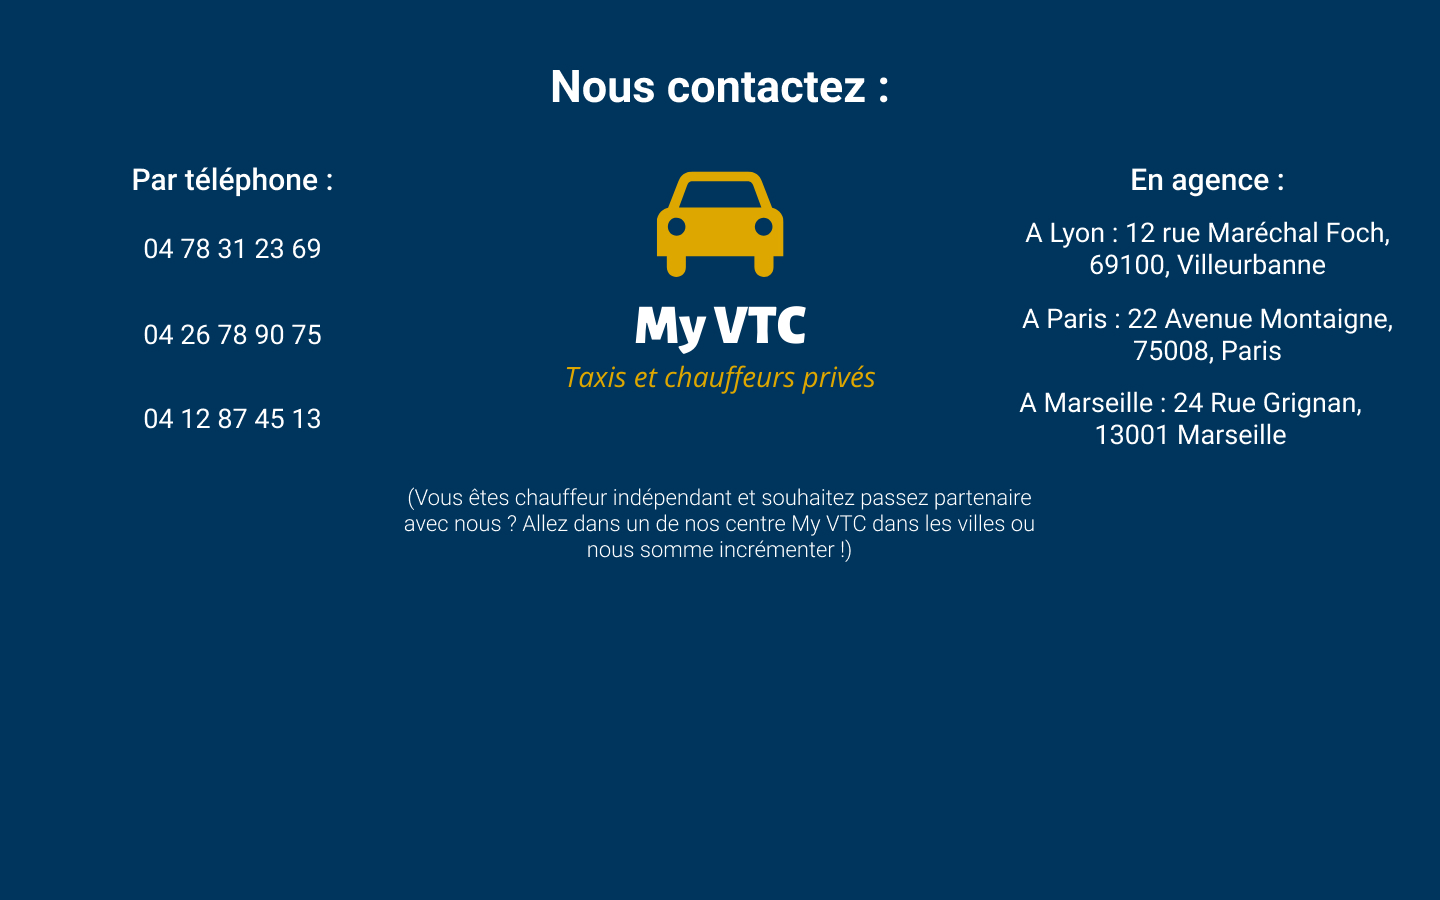 Nous contactez :
Par téléphone :
04 78 31 23 69
04 26 78 90 75
04 12 87 45 13
My VTC
Taxis et chauffeurs privés
En agence :
A Lyon : 12 rue Maréchal Foch,
69100, Villeurbanne
A Paris : 22 Avenue Montaigne,
75008, Paris
A Marseille : 24 Rue Grignan,
13001 Marseille
(Vous êtes chauffeur indépendant et souhaitez passez partenaire
avec nous ? Allez dans un de nos centre My VTC dans les villes ou
nous somme incrémenter !)